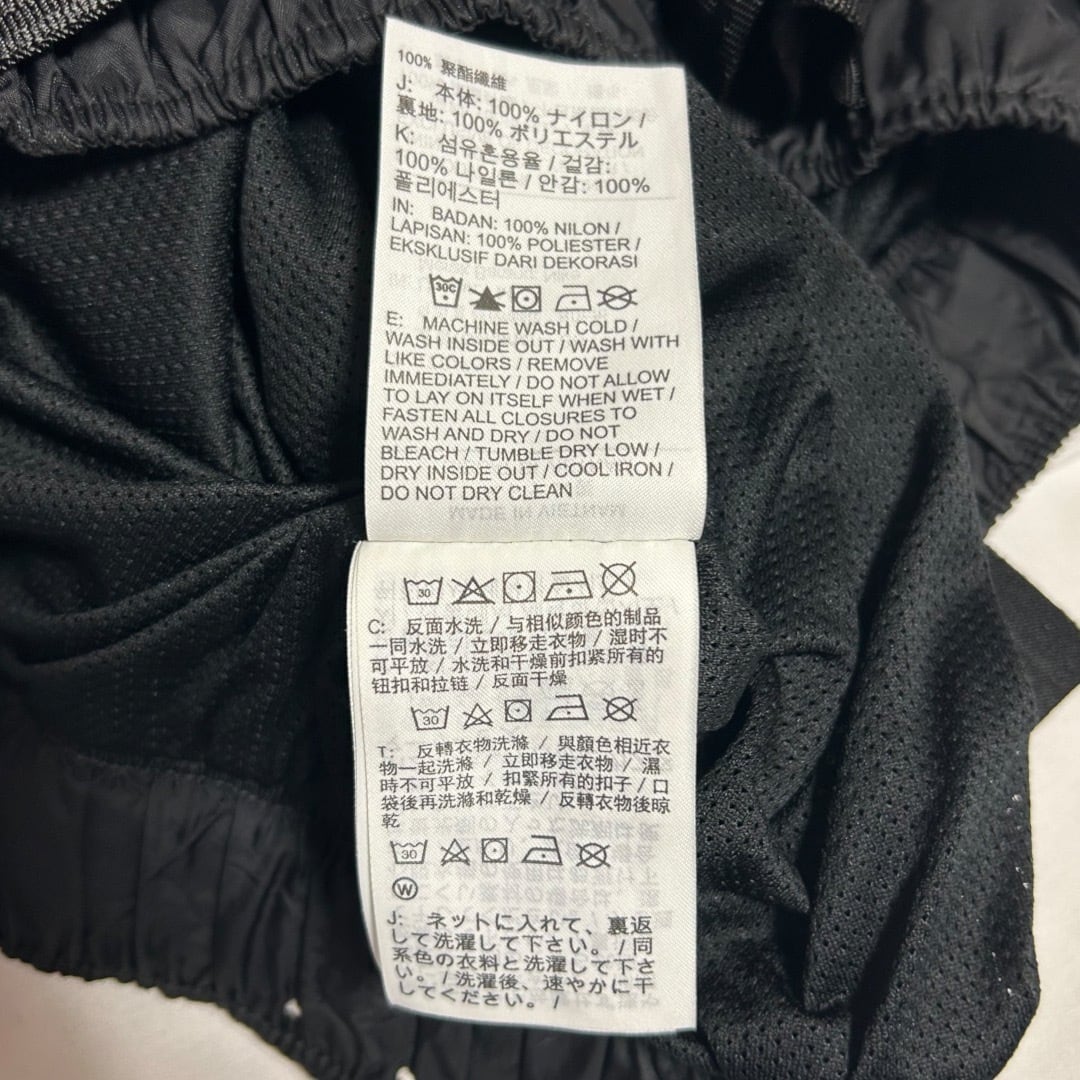 100% 聚酯纖維
J: 本体: 100% ナイロン /
裏地: 100% ポリエステル
K: 섬유혼용율 / 겉감:
100% 나일론 / 안감: 100%
폴리에스터
IN: BADAN: 100% NILON /
LAPISAN: 100% POLIESTER /
EKSKLUSIF DARI DEKORASI
30C
E: MACHINE WASH COLD /
WASH INSIDE OUT / WASH WITH
LIKE COLORS / REMOVE
IMMEDIATELY / DO NOT ALLOW
TO LAY ON ITSELF WHEN WET /
FASTEN ALL CLOSURES TO
WASH AND DRY / DO NOT
BLEACH / TUMBLE DRY LOW /
DRY INSIDE OUT / COOL IRON /
DO NOT DRY CLEAN
MADE IN VIETNAM
30
C: 反面水洗 / 与相似颜色的制品
一同水洗 / 立即移走衣物 / 湿时不
可平放 / 水洗和干燥前扣紧所有的
钮扣和拉链 / 反面干燥
30
T: 反轉衣物洗滌 / 與顏色相近衣
物一起洗滌 / 立即移走衣物 / 濕
時不可平放 / 扣緊所有的扣子 / 口
袋後再洗滌和乾燥 / 反轉衣物後晾
乾
30
W
J: ネットに入れて、裏返
して洗濯して下さい。/ 同
系色の衣料と洗濯して下さ
い。/ 洗濯後、速やかに干
してください。/